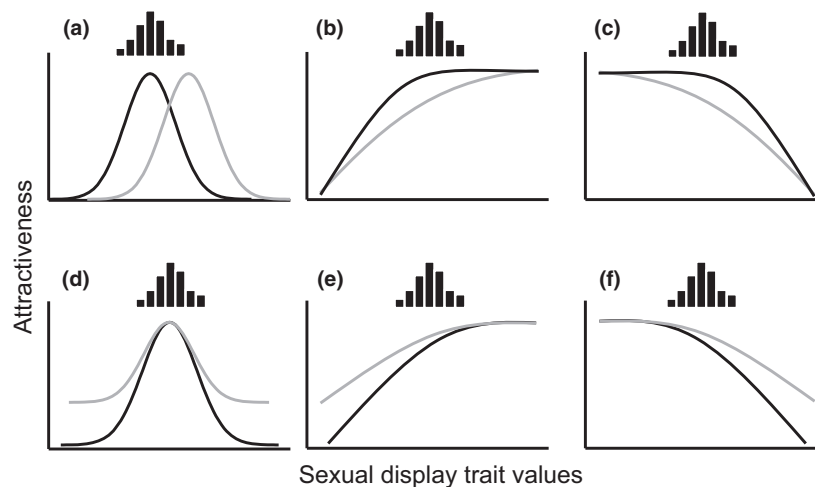 (a)
(b)
(c)
Attractiveness
(d)
(e)
(f)
Sexual display trait values